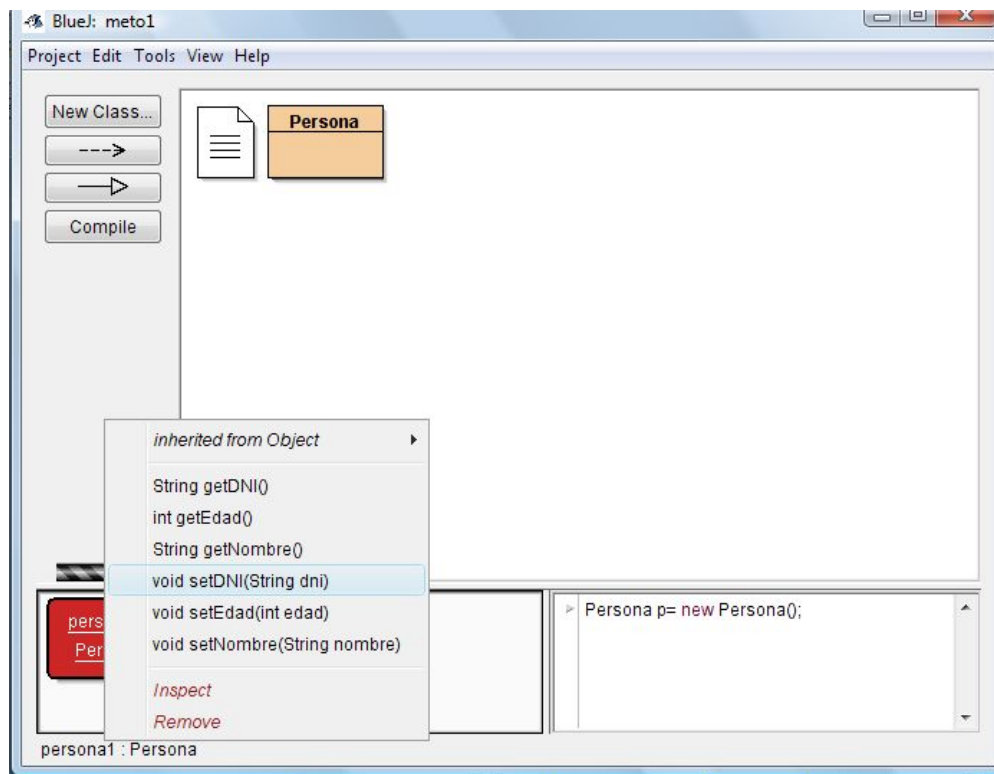 BlueJ: meto1
Project Edit Tools View Help
New Class...
Persona
Compile
inherited from Object
String getDNI()
int getEdad()
String getNombre()
void setDNI(String dni)
void setEdad(int edad)
void setNombre(String nombre)
Inspect
Remove
pers
Per
Persona p= new Persona();
persona1 : Persona